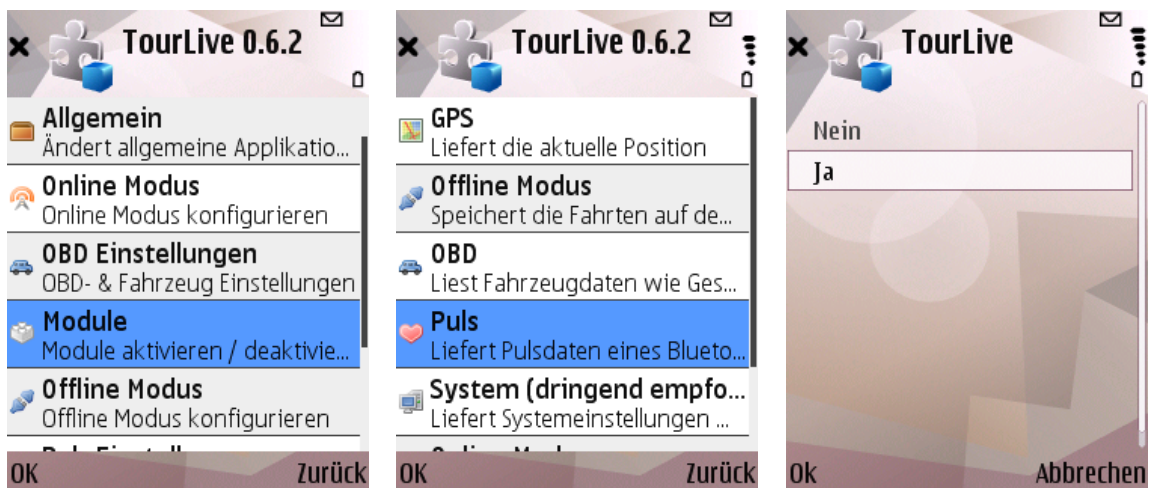 TourLive 0.6.2
Allgemein
Ändert allgemeine Applikatio...
Online Modus
Online Modus konfigurieren
OBD Einstellungen
OBD- & Fahrzeug Einstellungen
Module
Module aktivieren / deaktivie...
Offline Modus
Offline Modus konfigurieren
OK Zurück
TourLive 0.6.2
GPS
Liefert die aktuelle Position
Offline Modus
Speichert die Fahrten auf de...
OBD
Liest Fahrzeugdaten wie Ges...
Puls
Liefert Pulsdaten eines Blueto...
System (dringend empfo...
Liefert Systemeinstellungen ...
OK Zurück
TourLive
Nein
Ja
Ok Abbrechen